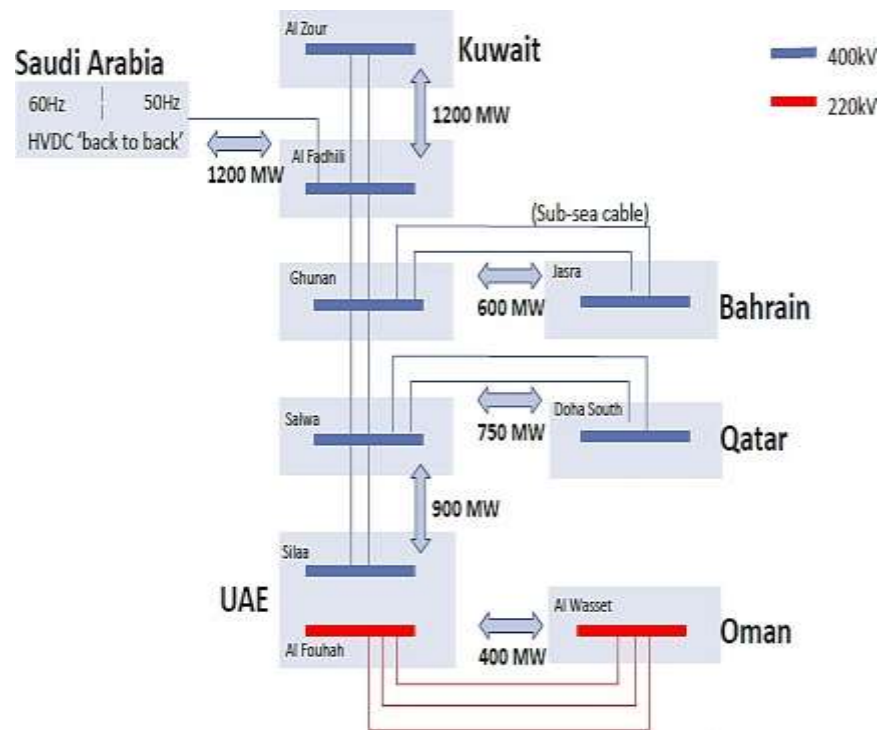 Al Zour
Kuwait
400kV
Saudi Arabia
60Hz
50Hz
1200 MW
220kV
HVDC 'back to back'
Al Fadhili
1200 MW
(Sub-sea cable)
Ghunan
Jasra
600 MW
Bahrain
Salwa
Doha South
750 MW
Qatar
900 MW
Silaa
UAE
Al Wasset
Oman
Al Fouhah
400 MW